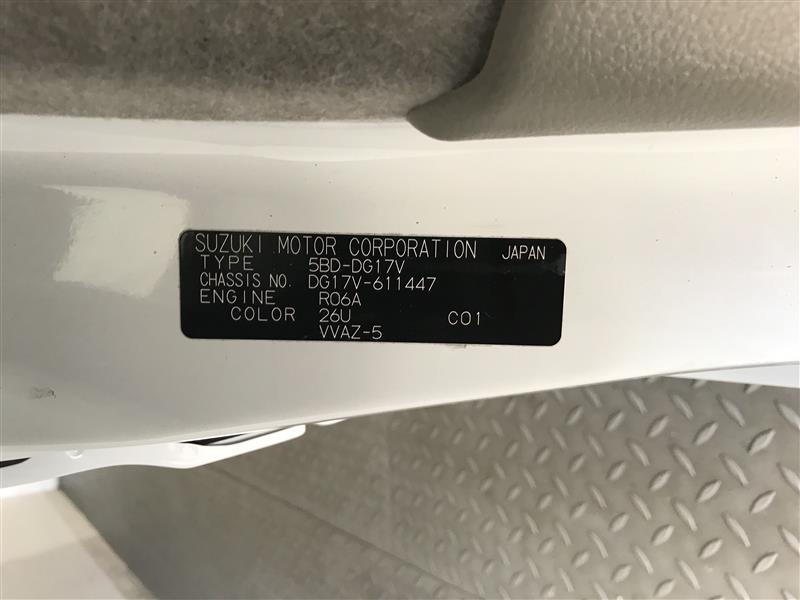 SUZUKI MOTOR CORPORATION JAPAN
TYPE 5BD-DG17V
CHASSIS NO. DG17V-611447
ENGINE R06A
COLOR 26U C01
VVAZ-5